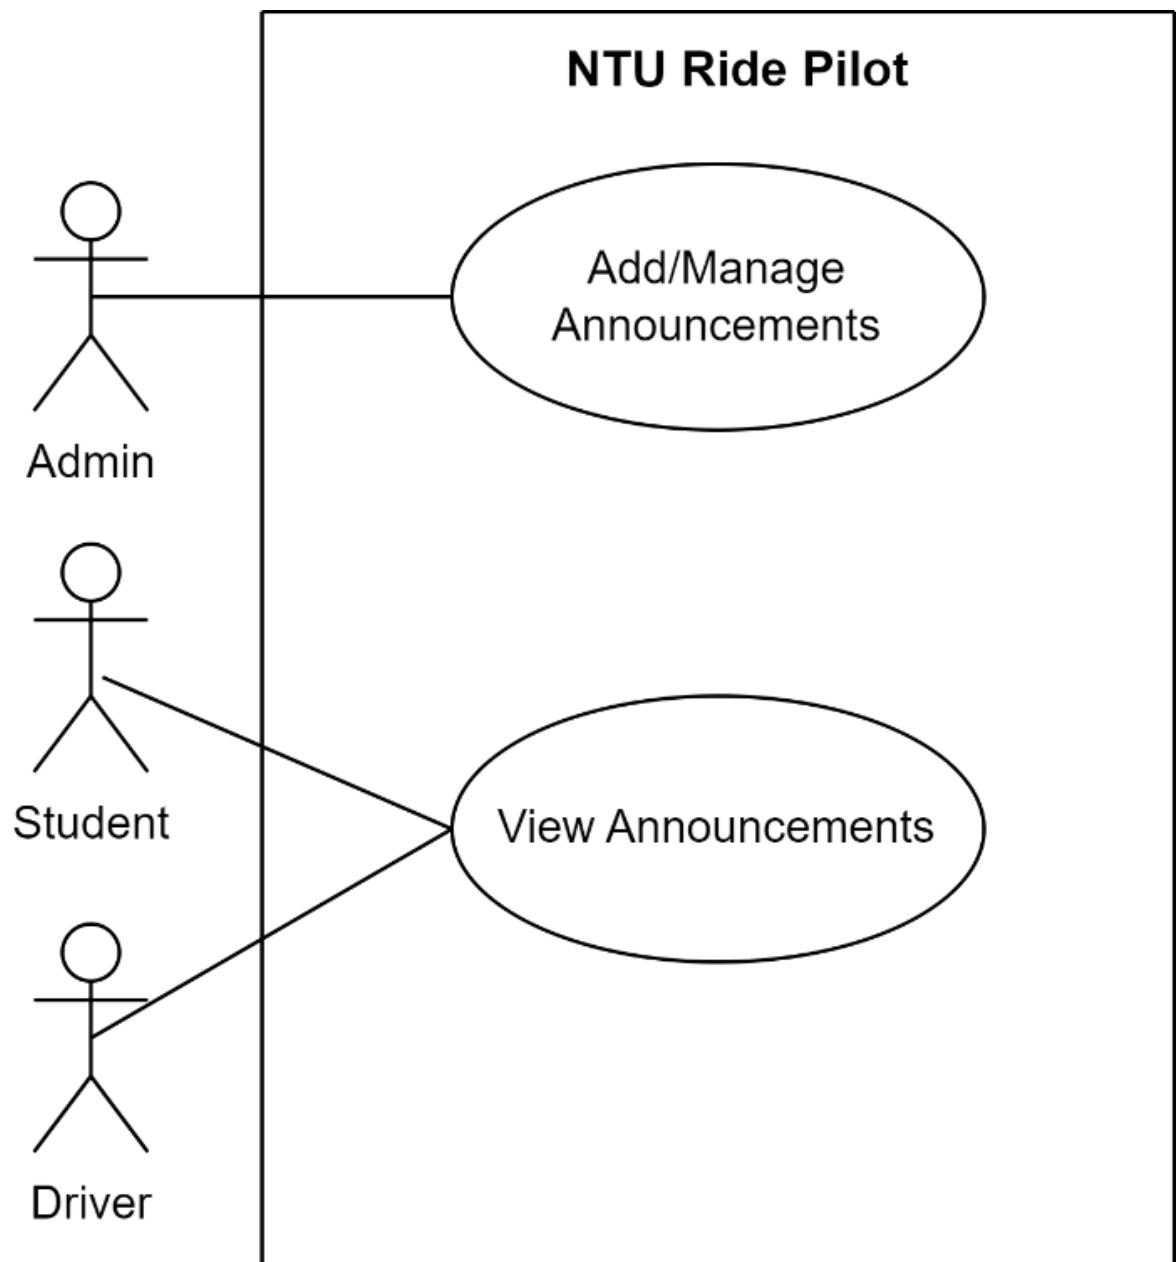 NTU Ride Pilot
Add/Manage
Announcements
Admin
Student
View Announcements
Driver